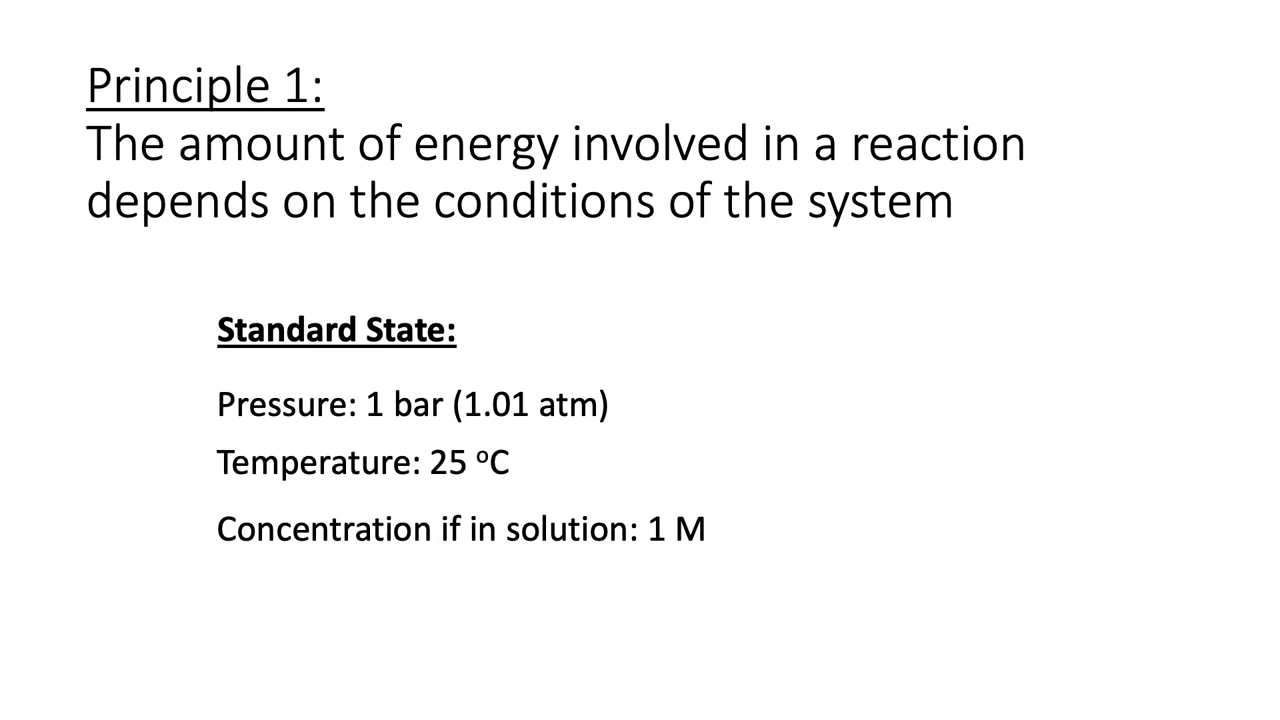 Principle 1:
The amount of energy involved in a reaction
depends on the conditions of the system
Standard State:
Pressure: 1 bar (1.01 atm)
Temperature: 25 ºC
Concentration if in solution: 1 M